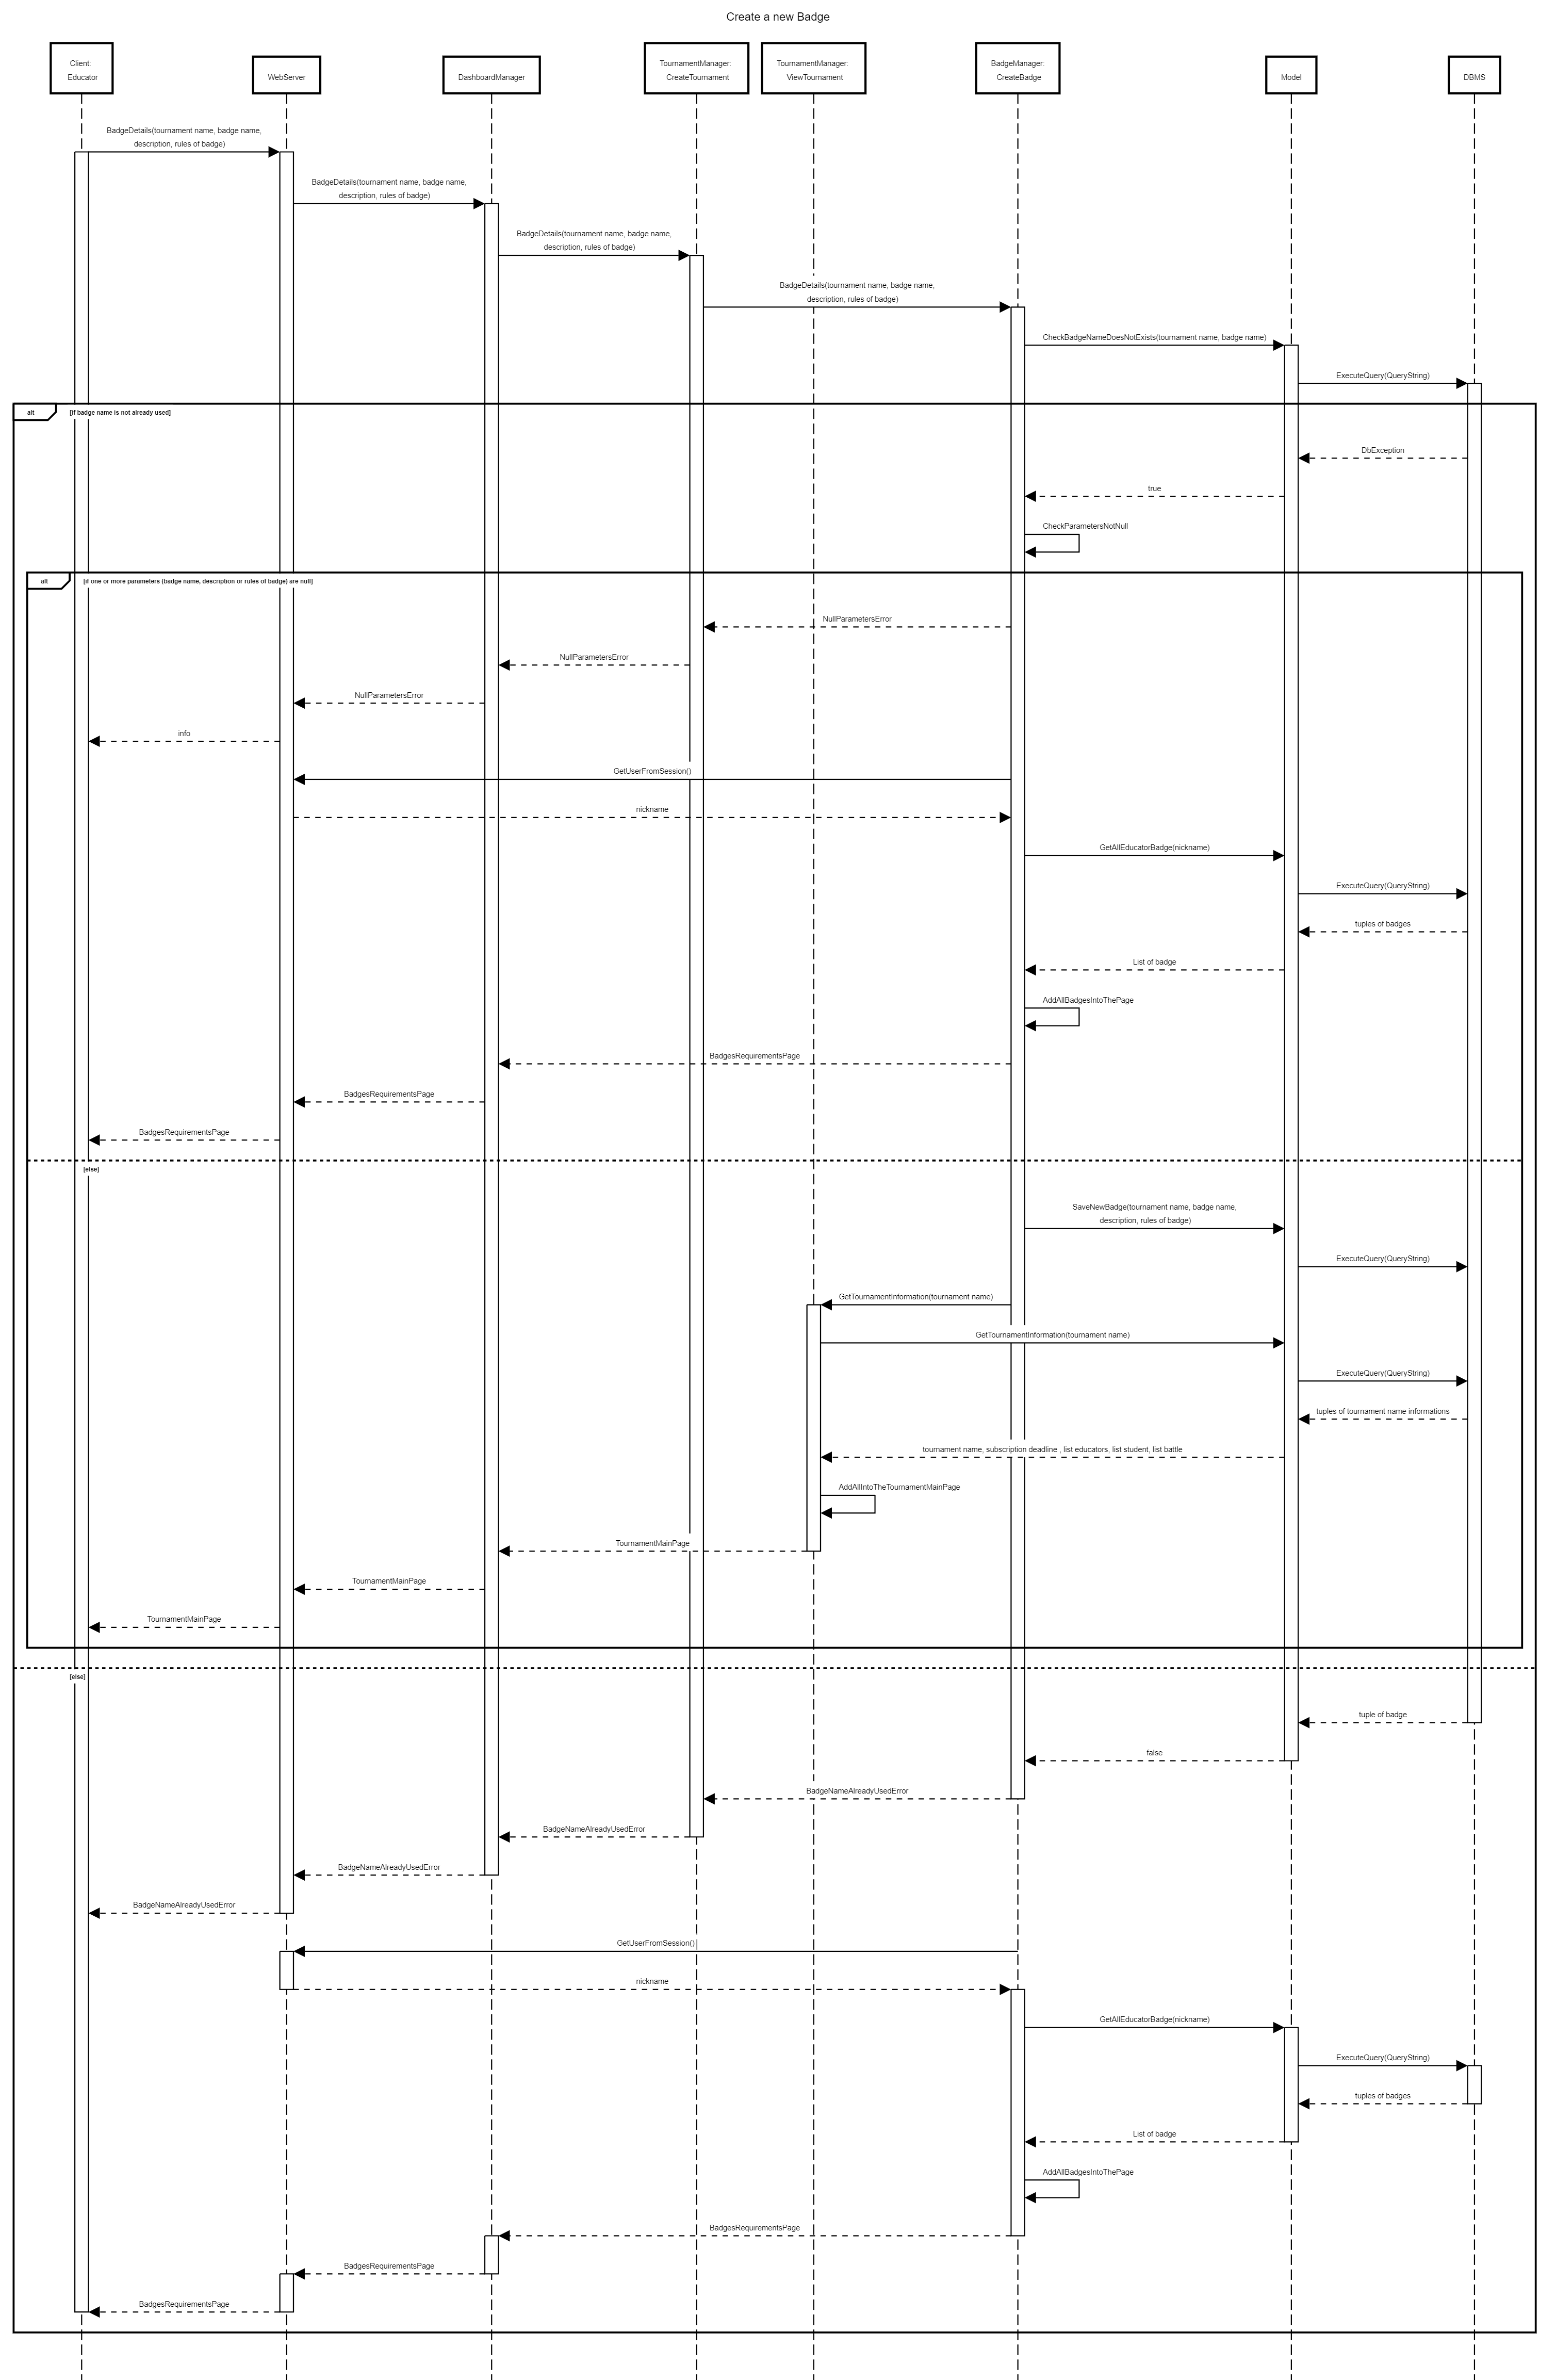 Create a new Badge
Client:
Educator
WebServer
DashboardManager
TournamentManager:
CreateTournament
TournamentManager:
ViewTournament
BadgeManager:
CreateBadge
Model
DBMS
BadgeDetails(tournament name, badge name,
description, rules of badge)
BadgeDetails(tournament name, badge name,
description, rules of badge)
BadgeDetails(tournament name, badge name,
description, rules of badge)
BadgeDetails(tournament name, badge name,
description, rules of badge)
CheckBadgeNameDoesNotExists(tournament name, badge name)
ExecuteQuery(QueryString)
alt
[if badge name is not already used]
DbException
true
CheckParametersNotNull
alt
[if one or more parameters (badge name, description or rules of badge) are null]
NullParametersError
NullParametersError
NullParametersError
info
GetUserFromSession()
nickname
GetAllEducatorBadge(nickname)
ExecuteQuery(QueryString)
tuples of badges
List of badge
AddAllBadgesIntoThePage
BadgesRequirementsPage
BadgesRequirementsPage
BadgesRequirementsPage
[else]
SaveNewBadge(tournament name, badge name,
description, rules of badge)
ExecuteQuery(QueryString)
GetTournamentInformation(tournament name)
GetTournamentInformation(tournament name)
ExecuteQuery(QueryString)
tuples of tournament name informations
tournament name, subscription deadline , list educators, list student, list battle
AddAllIntoTheTournamentMainPage
TournamentMainPage
TournamentMainPage
TournamentMainPage
[else]
tuple of badge
false
BadgeNameAlreadyUsedError
BadgeNameAlreadyUsedError
BadgeNameAlreadyUsedError
BadgeNameAlreadyUsedError
GetUserFromSession()
nickname
GetAllEducatorBadge(nickname)
ExecuteQuery(QueryString)
tuples of badges
List of badge
AddAllBadgesIntoThePage
BadgesRequirementsPage
BadgesRequirementsPage
BadgesRequirementsPage